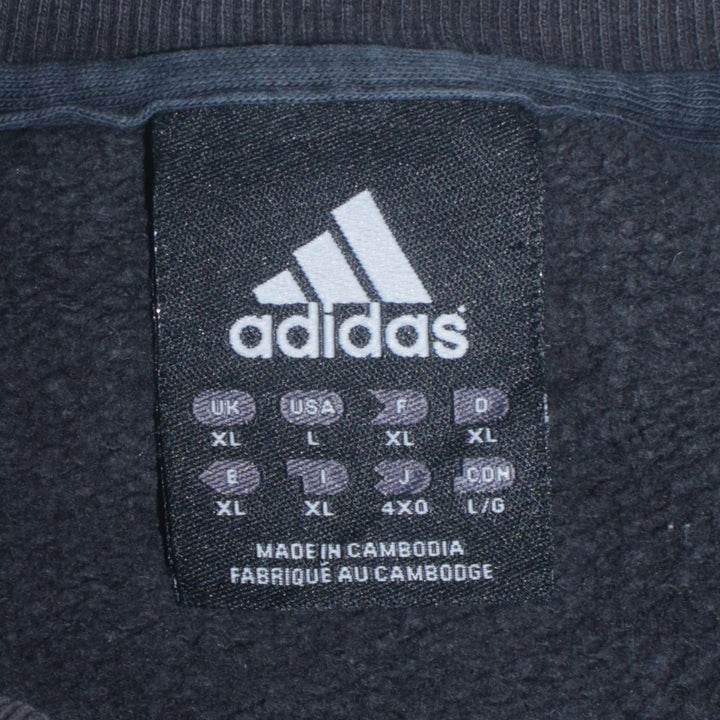 adidas
UK USA F D
XL L XL XL
E I J CDN
XL XL 4XO L/G
MADE IN CAMBODIA
FABRIQUÉ AU CAMBODGE